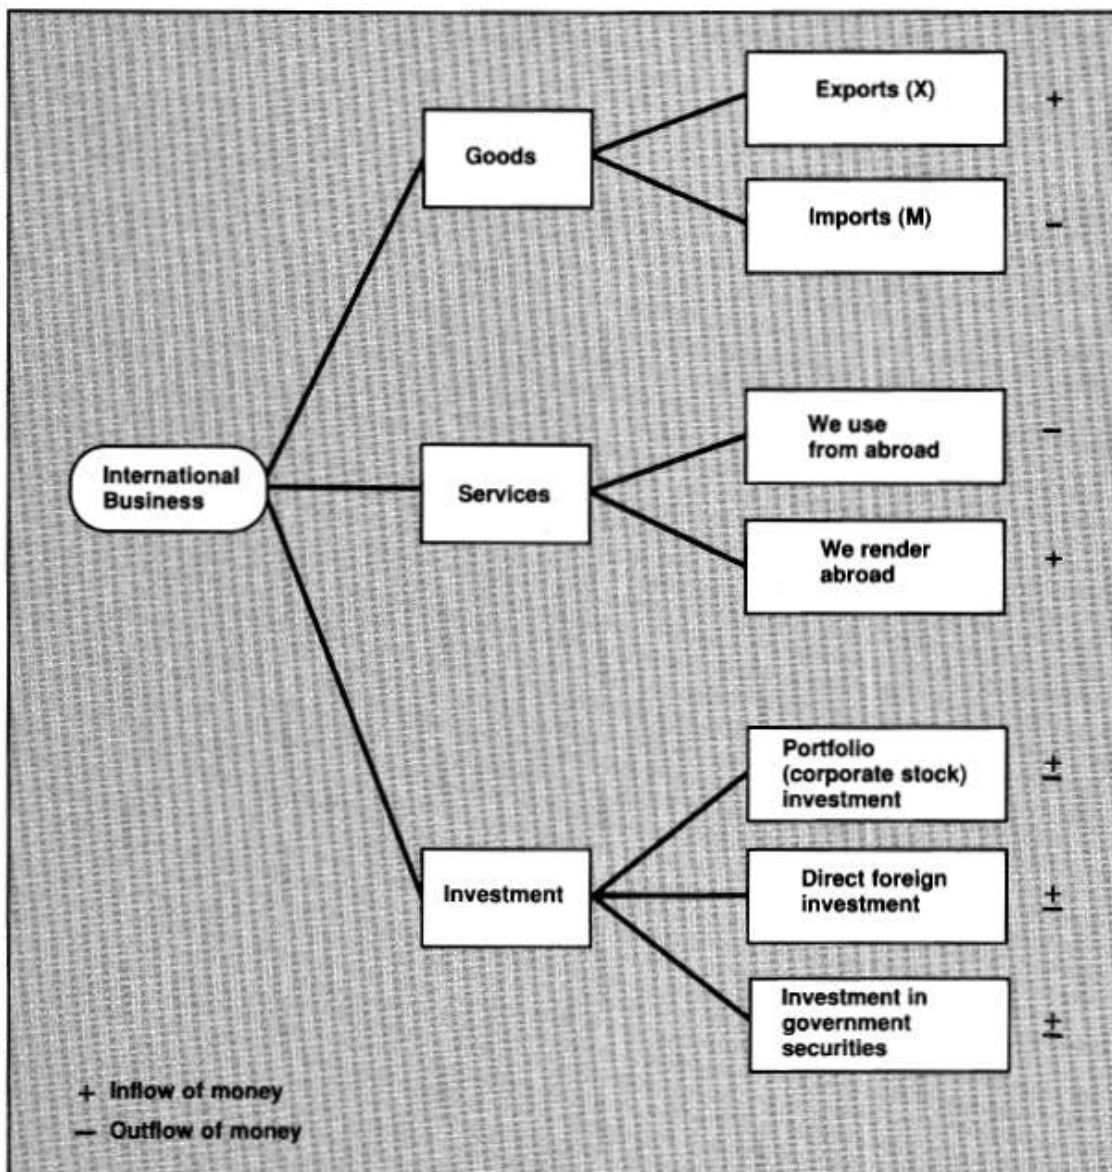 Exports (X)
+
Goods
Imports (M)
−
We use
from abroad
−
International
Business
Services
We render
abroad
+
Portfolio
(corporate stock)
investment
±
Investment
Direct foreign
investment
±
Investment in
government
securities
±
+ Inflow of money
− Outflow of money